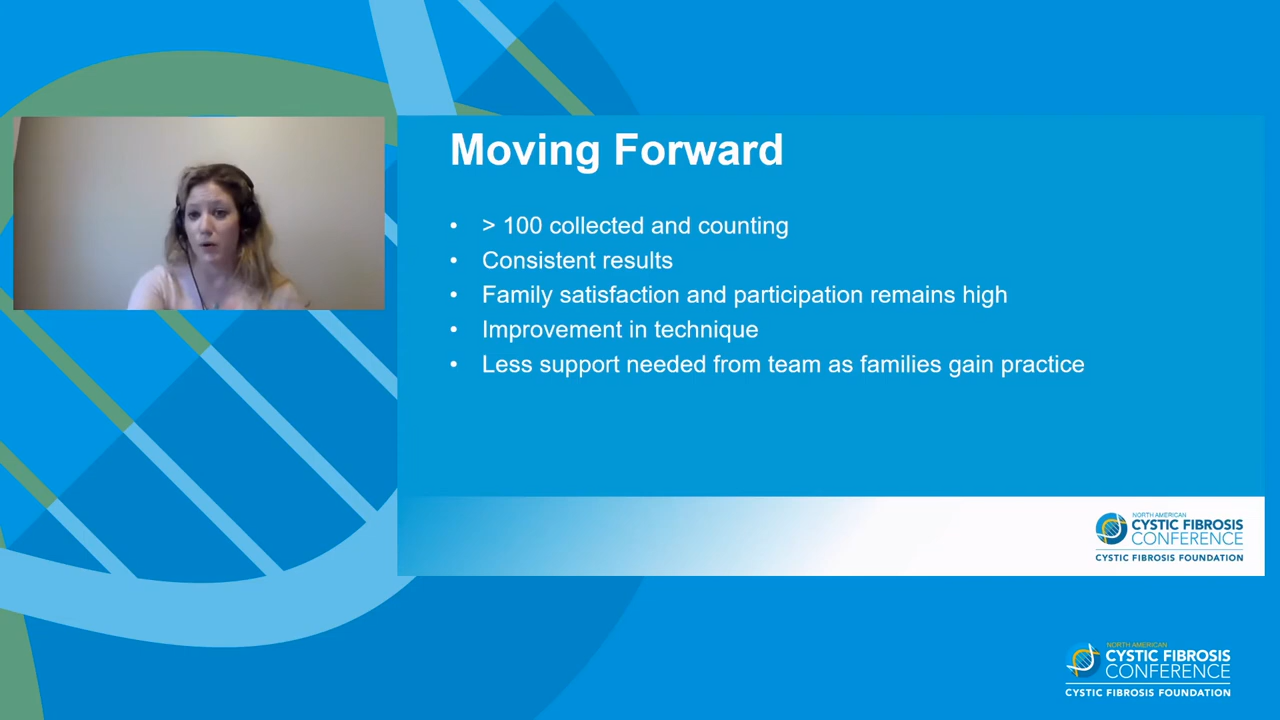 Moving Forward
• > 100 collected and counting
• Consistent results
• Family satisfaction and participation remains high
• Improvement in technique
• Less support needed from team as families gain practice
NORTH AMERICAN
CYSTIC FIBROSIS
CONFERENCE
CYSTIC FIBROSIS FOUNDATION
NORTH AMERICAN
CYSTIC FIBROSIS
CONFERENCE
CYSTIC FIBROSIS FOUNDATION